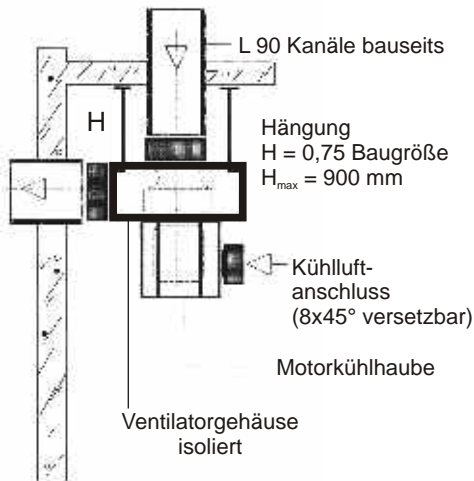 L 90 Kanäle bauseits
H
Hängung
H = 0,75 Baugröße
Hmax = 900 mm
Kühlluft-
anschluss
(8x45° versetzbar)
Motorkühlhaube
Ventilatorgehäuse
isoliert